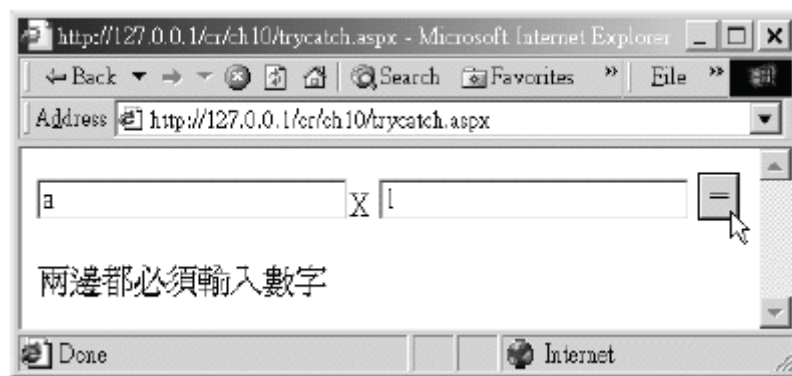 http://127.0.0.1/cr/ch10/trycatch.aspx - Microsoft Internet Explorer
Back Search Favorites » File »
Address http://127.0.0.1/cr/ch10/trycatch.aspx
a X 1 =
兩邊都必須輸入數字
Done Internet